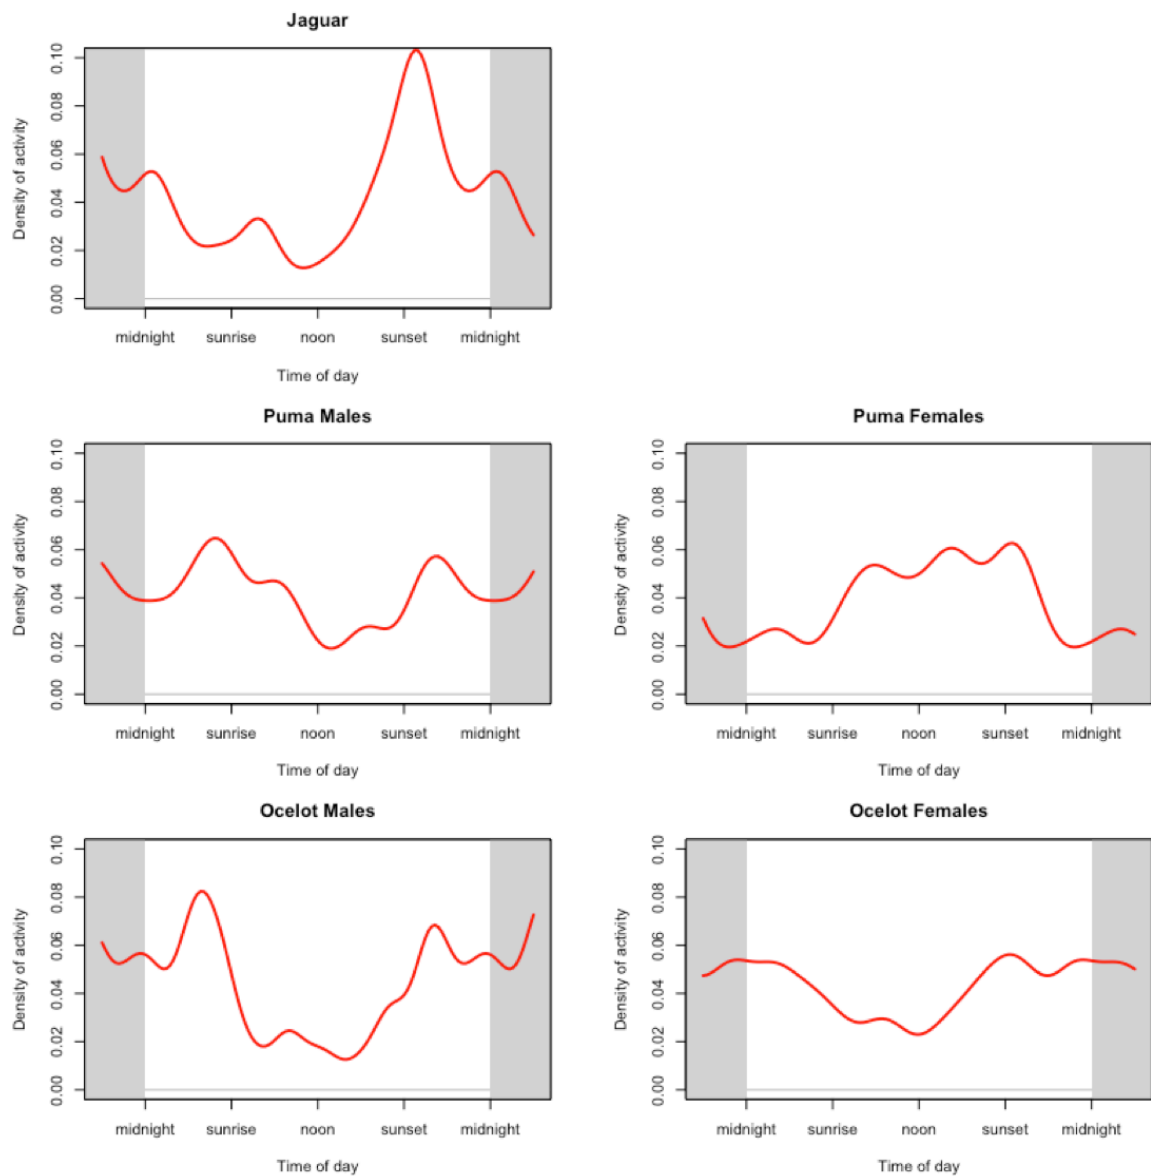 Jaguar
Density of activity
0.00 0.02 0.04 0.06 0.08 0.10
midnight sunrise noon sunset midnight
Time of day
Puma Males
Density of activity
0.00 0.02 0.04 0.06 0.08 0.10
midnight sunrise noon sunset midnight
Time of day
Puma Females
Density of activity
0.00 0.02 0.04 0.06 0.08 0.10
midnight sunrise noon sunset midnight
Time of day
Ocelot Males
Density of activity
0.00 0.02 0.04 0.06 0.08 0.10
midnight sunrise noon sunset midnight
Time of day
Ocelot Females
Density of activity
0.00 0.02 0.04 0.06 0.08 0.10
midnight sunrise noon sunset midnight
Time of day